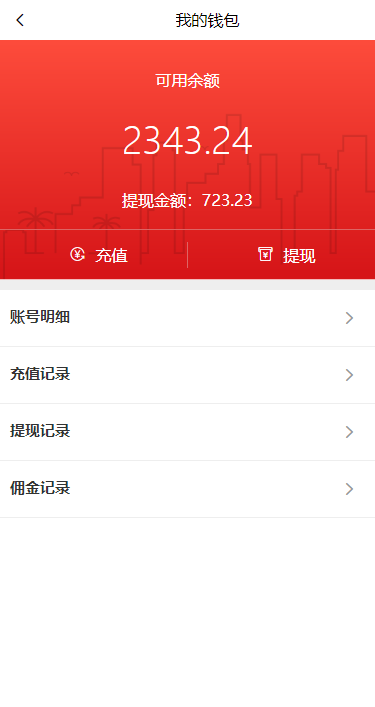 我的钱包
可用余额
2343.24
提现金额：723.23
充值 提现
账号明细
充值记录
提现记录
佣金记录